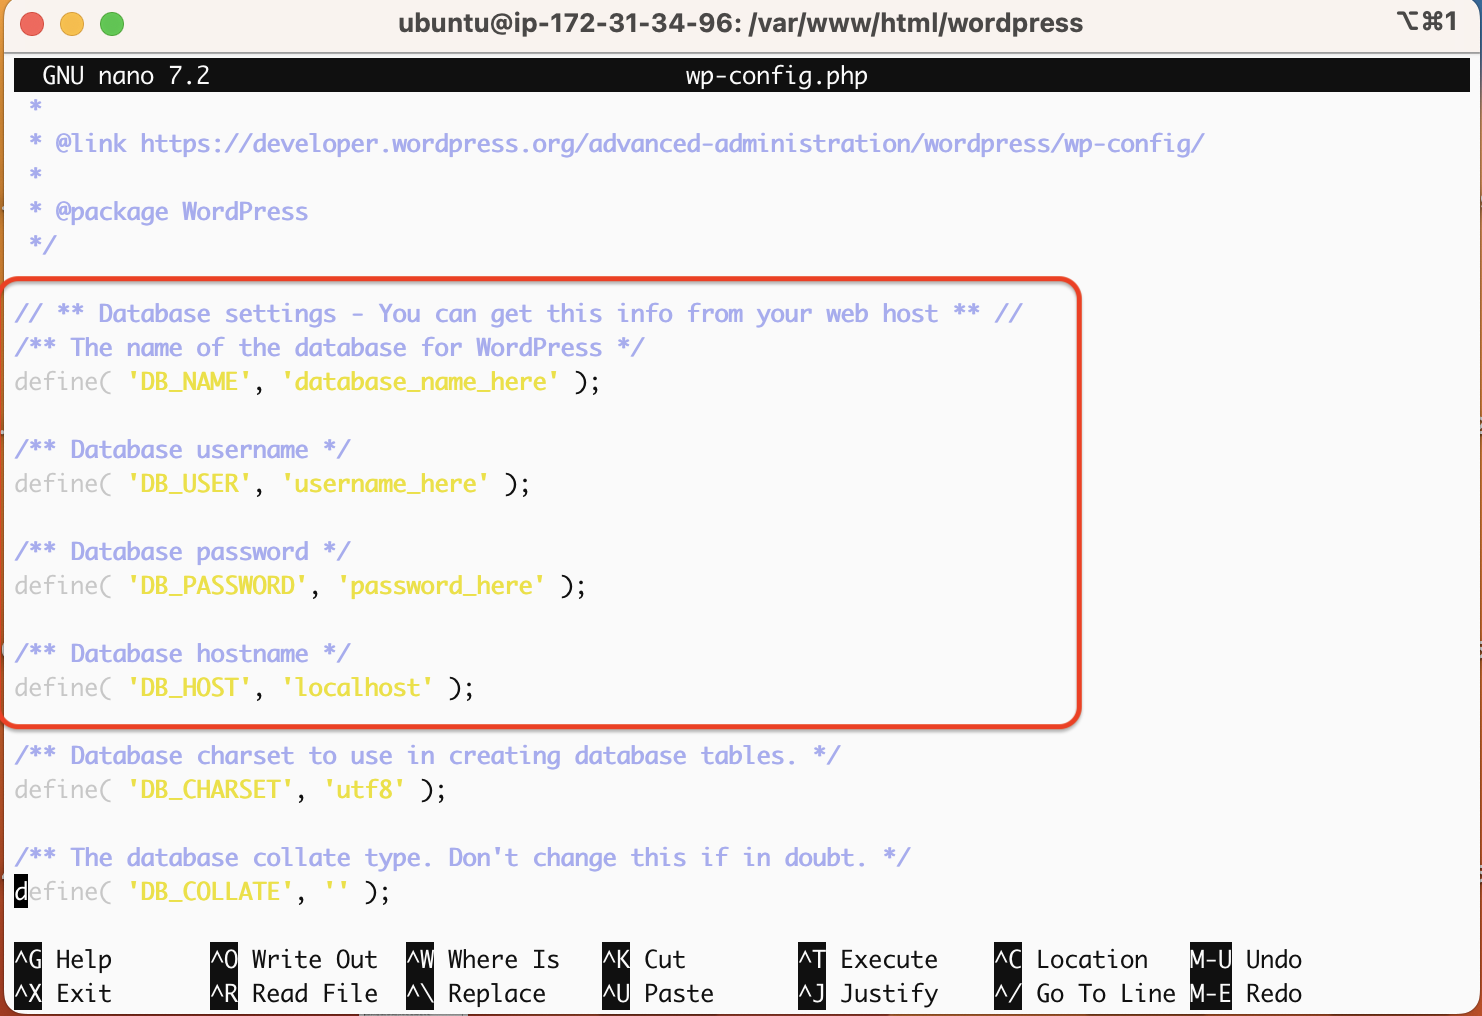 ubuntu@ip-172-31-34-96: /var/www/html/wordpress ⌥⌘1
GNU nano 7.2 wp-config.php
*
* @link https://developer.wordpress.org/advanced-administration/wordpress/wp-config/
*
* @package WordPress
*/
// ** Database settings - You can get this info from your web host ** //
/** The name of the database for WordPress */
define( 'DB_NAME', 'database_name_here' );
/** Database username */
define( 'DB_USER', 'username_here' );
/** Database password */
define( 'DB_PASSWORD', 'password_here' );
/** Database hostname */
define( 'DB_HOST', 'localhost' );
/** Database charset to use in creating database tables. */
define( 'DB_CHARSET', 'utf8' );
/** The database collate type. Don't change this if in doubt. */
define( 'DB_COLLATE', '' );
^G Help ^O Write Out ^W Where Is ^K Cut ^T Execute ^C Location M-U Undo
^X Exit ^R Read File ^\ Replace ^U Paste ^J Justify ^/ Go To Line M-E Redo